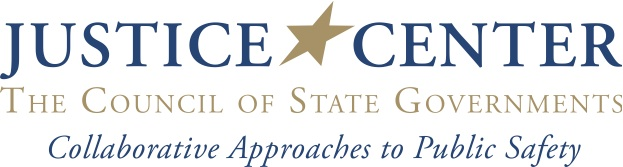 JUSTICE CENTER
THE COUNCIL OF STATE GOVERNMENTS
Collaborative Approaches to Public Safety